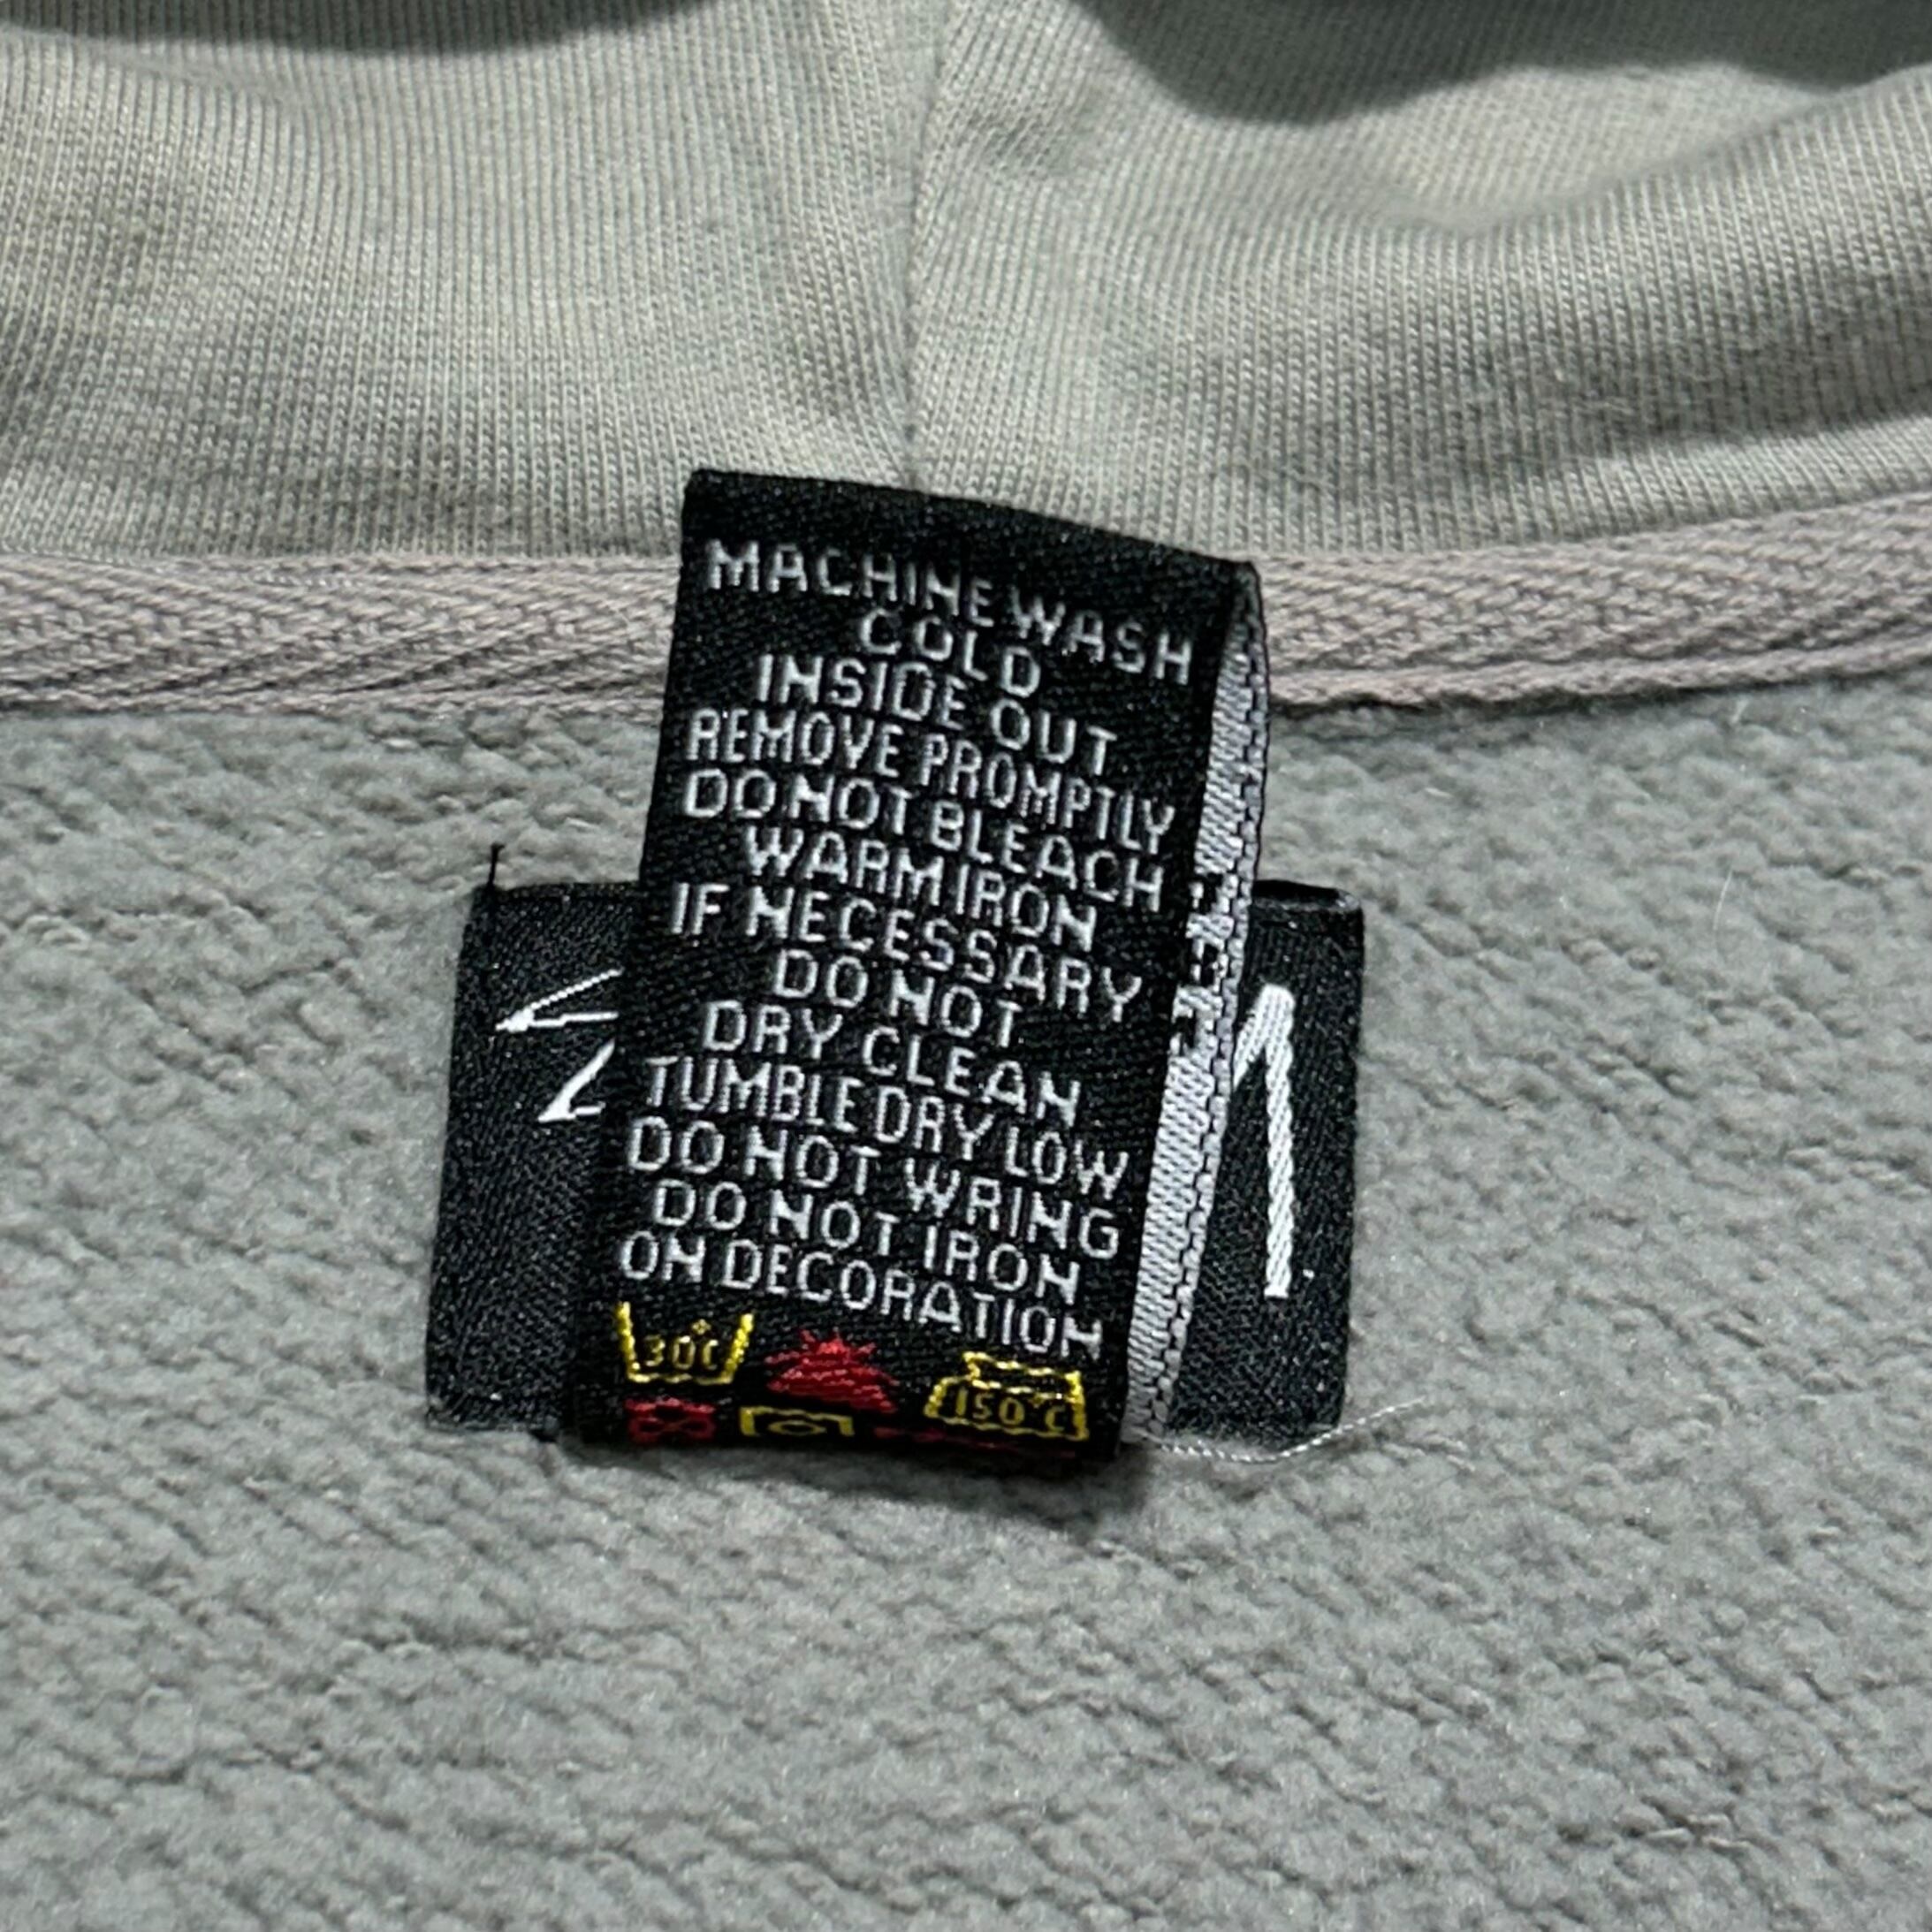 MACHINE WASH
COLD
INSIDE OUT
REMOVE PROMPTLY
DO NOT BLEACH
WARM IRON
IF NECESSARY
DO NOT
DRY CLEAN
TUMBLE DRY LOW
DO NOT WRING
DO NOT IRON
ON DECORATION
30°C
150°C